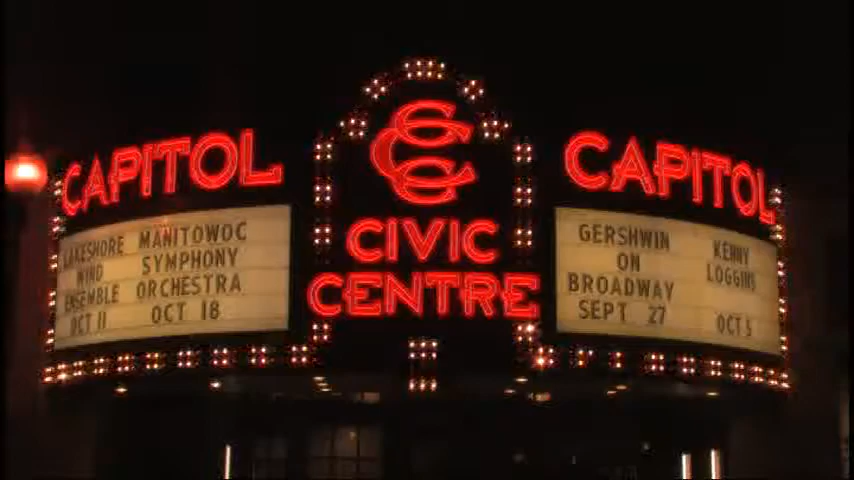 CAPITOL
CCC
CIVIC
CENTRE
CAPITOL
LAKESHORE
WIND
ENSEMBLE
OCT 11
MANITOWOC
SYMPHONY
ORCHESTRA
OCT 18
GERSHWIN
ON
BROADWAY
SEPT 27
KENNY
LOGGINS
OCT 5